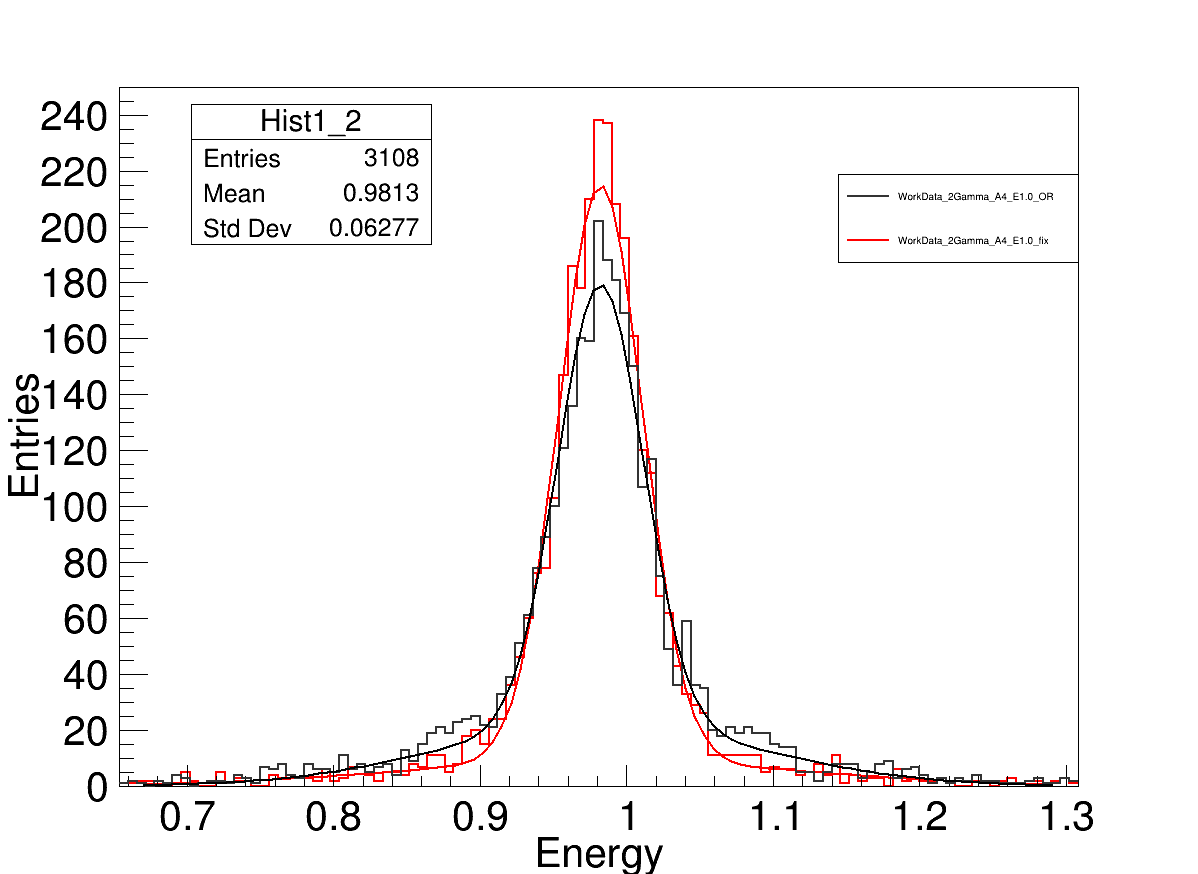 Hist1_2
Entries 3108
Mean 0.9813
Std Dev 0.06277
WorkData_2Gamma_A4_E1.0_OR
WorkData_2Gamma_A4_E1.0_fix
240
220
200
180
160
140
120
100
80
60
40
20
0
Entries
0.7 0.8 0.9 1 1.1 1.2 1.3
Energy